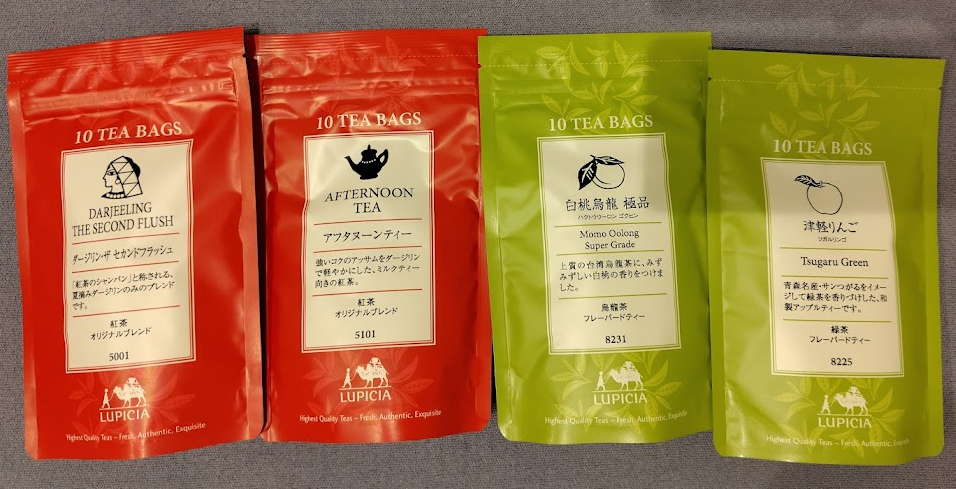 10 TEA BAGS
DARJEELING
THE SECOND FLUSH
ダージリン・ザ セカンドフラッシュ
「紅茶のシャンパン」と称される、
夏摘みダージリンのみのブレンド
です。
紅茶
オリジナルブレンド
5001
LUPICIA
Highest Quality Teas – Fresh, Authentic, Exquisite
10 TEA BAGS
AFTERNOON
TEA
アフタヌーンティー
強いコクのアッサムをダージリン
で軽やかにした、ミルクティー
向きの紅茶。
紅茶
オリジナルブレンド
5101
LUPICIA
Highest Quality Teas – Fresh, Authentic, Exquisite
10 TEA BAGS
白桃烏龍 極品
ハクトウウーロン ゴクヒン
Momo Oolong
Super Grade
上質の台湾烏龍茶に、みず
みずしい白桃の香りをつけま
した。
烏龍茶
フレーバードティー
8231
LUPICIA
Highest Quality Teas – Fresh, Authentic, Exquisite
10 TEA BAGS
津軽りんご
ツガルリンゴ
Tsugaru Green
青森名産・サンつがるをイメー
ジして緑茶を香りづけした、和
製アップルティーです。
緑茶
フレーバードティー
8225
LUPICIA
Highest Quality Teas – Fresh, Authentic, Exquisite